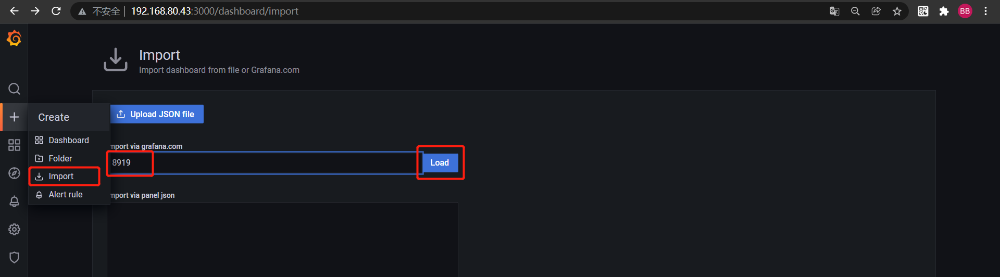 不安全 192.168.80.43:3000/dashboard/import
BB
Import
Import dashboard from file or Grafana.com
Create
Dashboard
Folder
Import
Alert rule
Upload JSON file
mport via grafana.com
8919
Load
mport via panel json